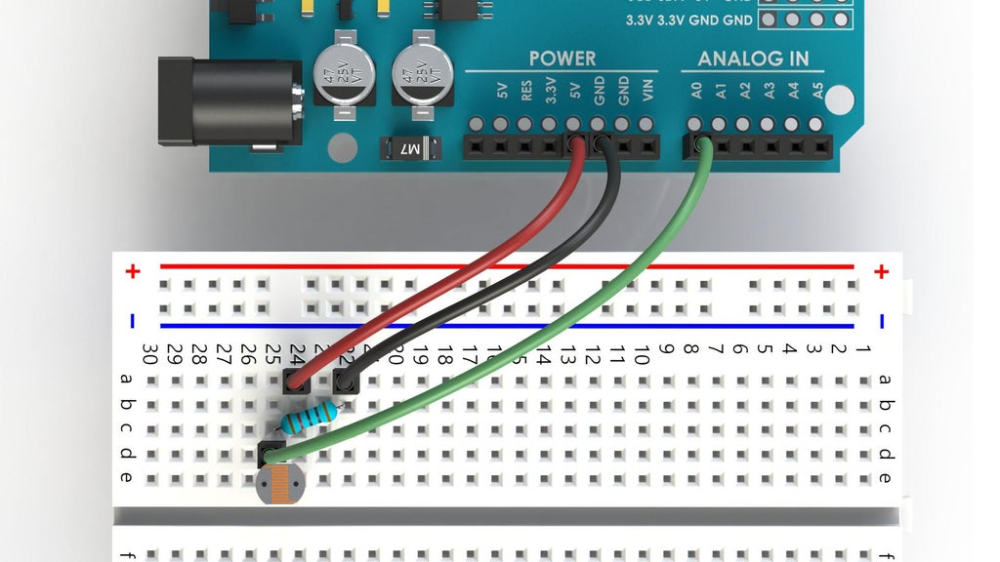 3.3V 3.3V GND GND
47 25V VT
47 25V VT
POWER
ANALOG IN
5V RES 3.3V 5V GND GND VIN
A0 A1 A2 A3 A4 A5
M7
+ +
- -
30 29 28 27 26 25 24 22 20 19 18 17 16 15 14 13 12 11 10 9 8 7 6 5 4 3 2 1
a a
b b
c c
d d
e e
f f